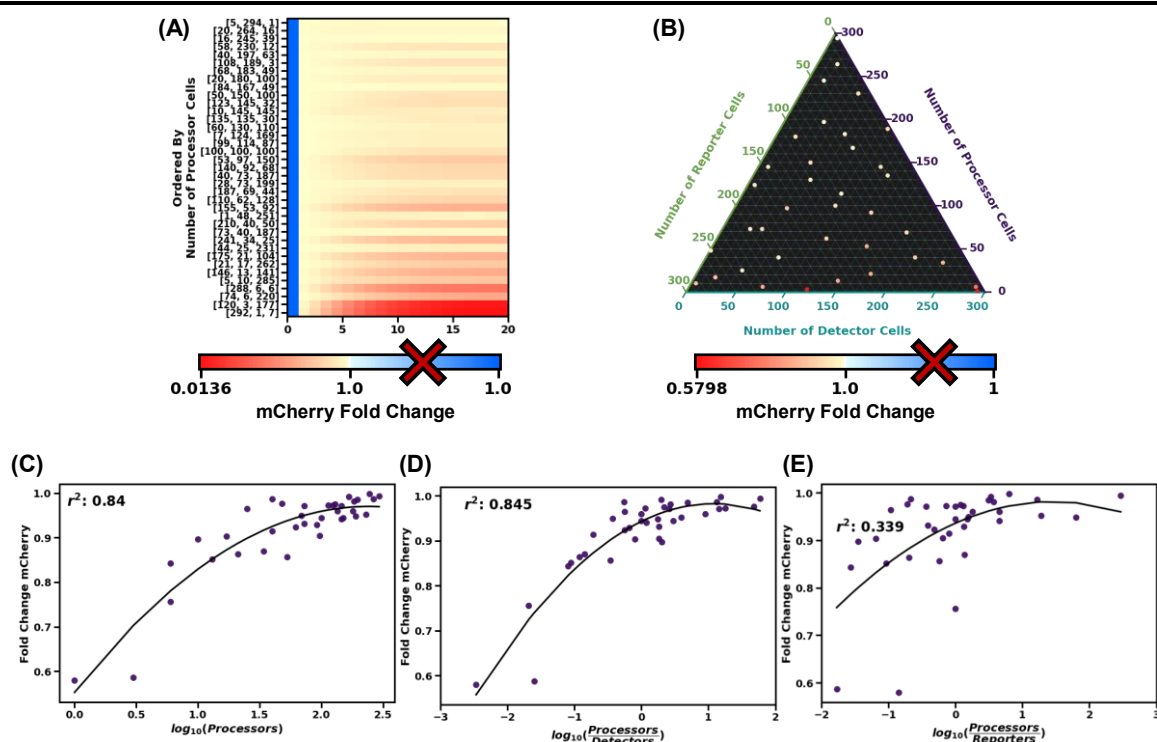 (A)
Ordered By
Number of Processor Cells
[5, 294, 1]
[20, 264, 16]
[16, 245, 39]
[58, 230, 12]
[40, 197, 63]
[108, 189, 3]
[68, 183, 49]
[20, 180, 100]
[84, 167, 49]
[50, 150, 100]
[123, 145, 32]
[10, 145, 145]
[135, 135, 30]
[60, 130, 110]
[7, 124, 169]
[99, 114, 87]
[100, 100, 100]
[53, 97, 150]
[140, 92, 68]
[40, 73, 187]
[28, 73, 199]
[187, 69, 44]
[110, 62, 128]
[155, 53, 92]
[1, 48, 251]
[210, 40, 50]
[73, 40, 187]
[241, 34, 25]
[44, 25, 231]
[175, 21, 104]
[21, 17, 262]
[146, 13, 141]
[5, 10, 285]
[288, 6, 6]
[74, 6, 220]
[120, 3, 177]
[292, 1, 7]
0 5 10 15 20
0.0136 1.0 1.0
mCherry Fold Change
(B)
Number of Reporter Cells
0
50
100
150
200
250
300
Number of Processor Cells
300
250
200
150
100
50
0
0 50 100 150 200 250 300
Number of Detector Cells
0.5798 1.0 1
mCherry Fold Change
(C)
r²: 0.84
Fold Change mCherry
1.0
0.9
0.8
0.7
0.6
0.0 0.5 1.0 1.5 2.0 2.5
log₁₀(Processors)
(D)
r²: 0.845
Fold Change mCherry
1.0
0.9
0.8
0.7
0.6
−3 −2 −1 0 1 2
log₁₀(Processors
Detectors)
(E)
r²: 0.339
Fold Change mCherry
1.0
0.9
0.8
0.7
0.6
−2 −1 0 1 2 3
log₁₀(Processors
Reporters)